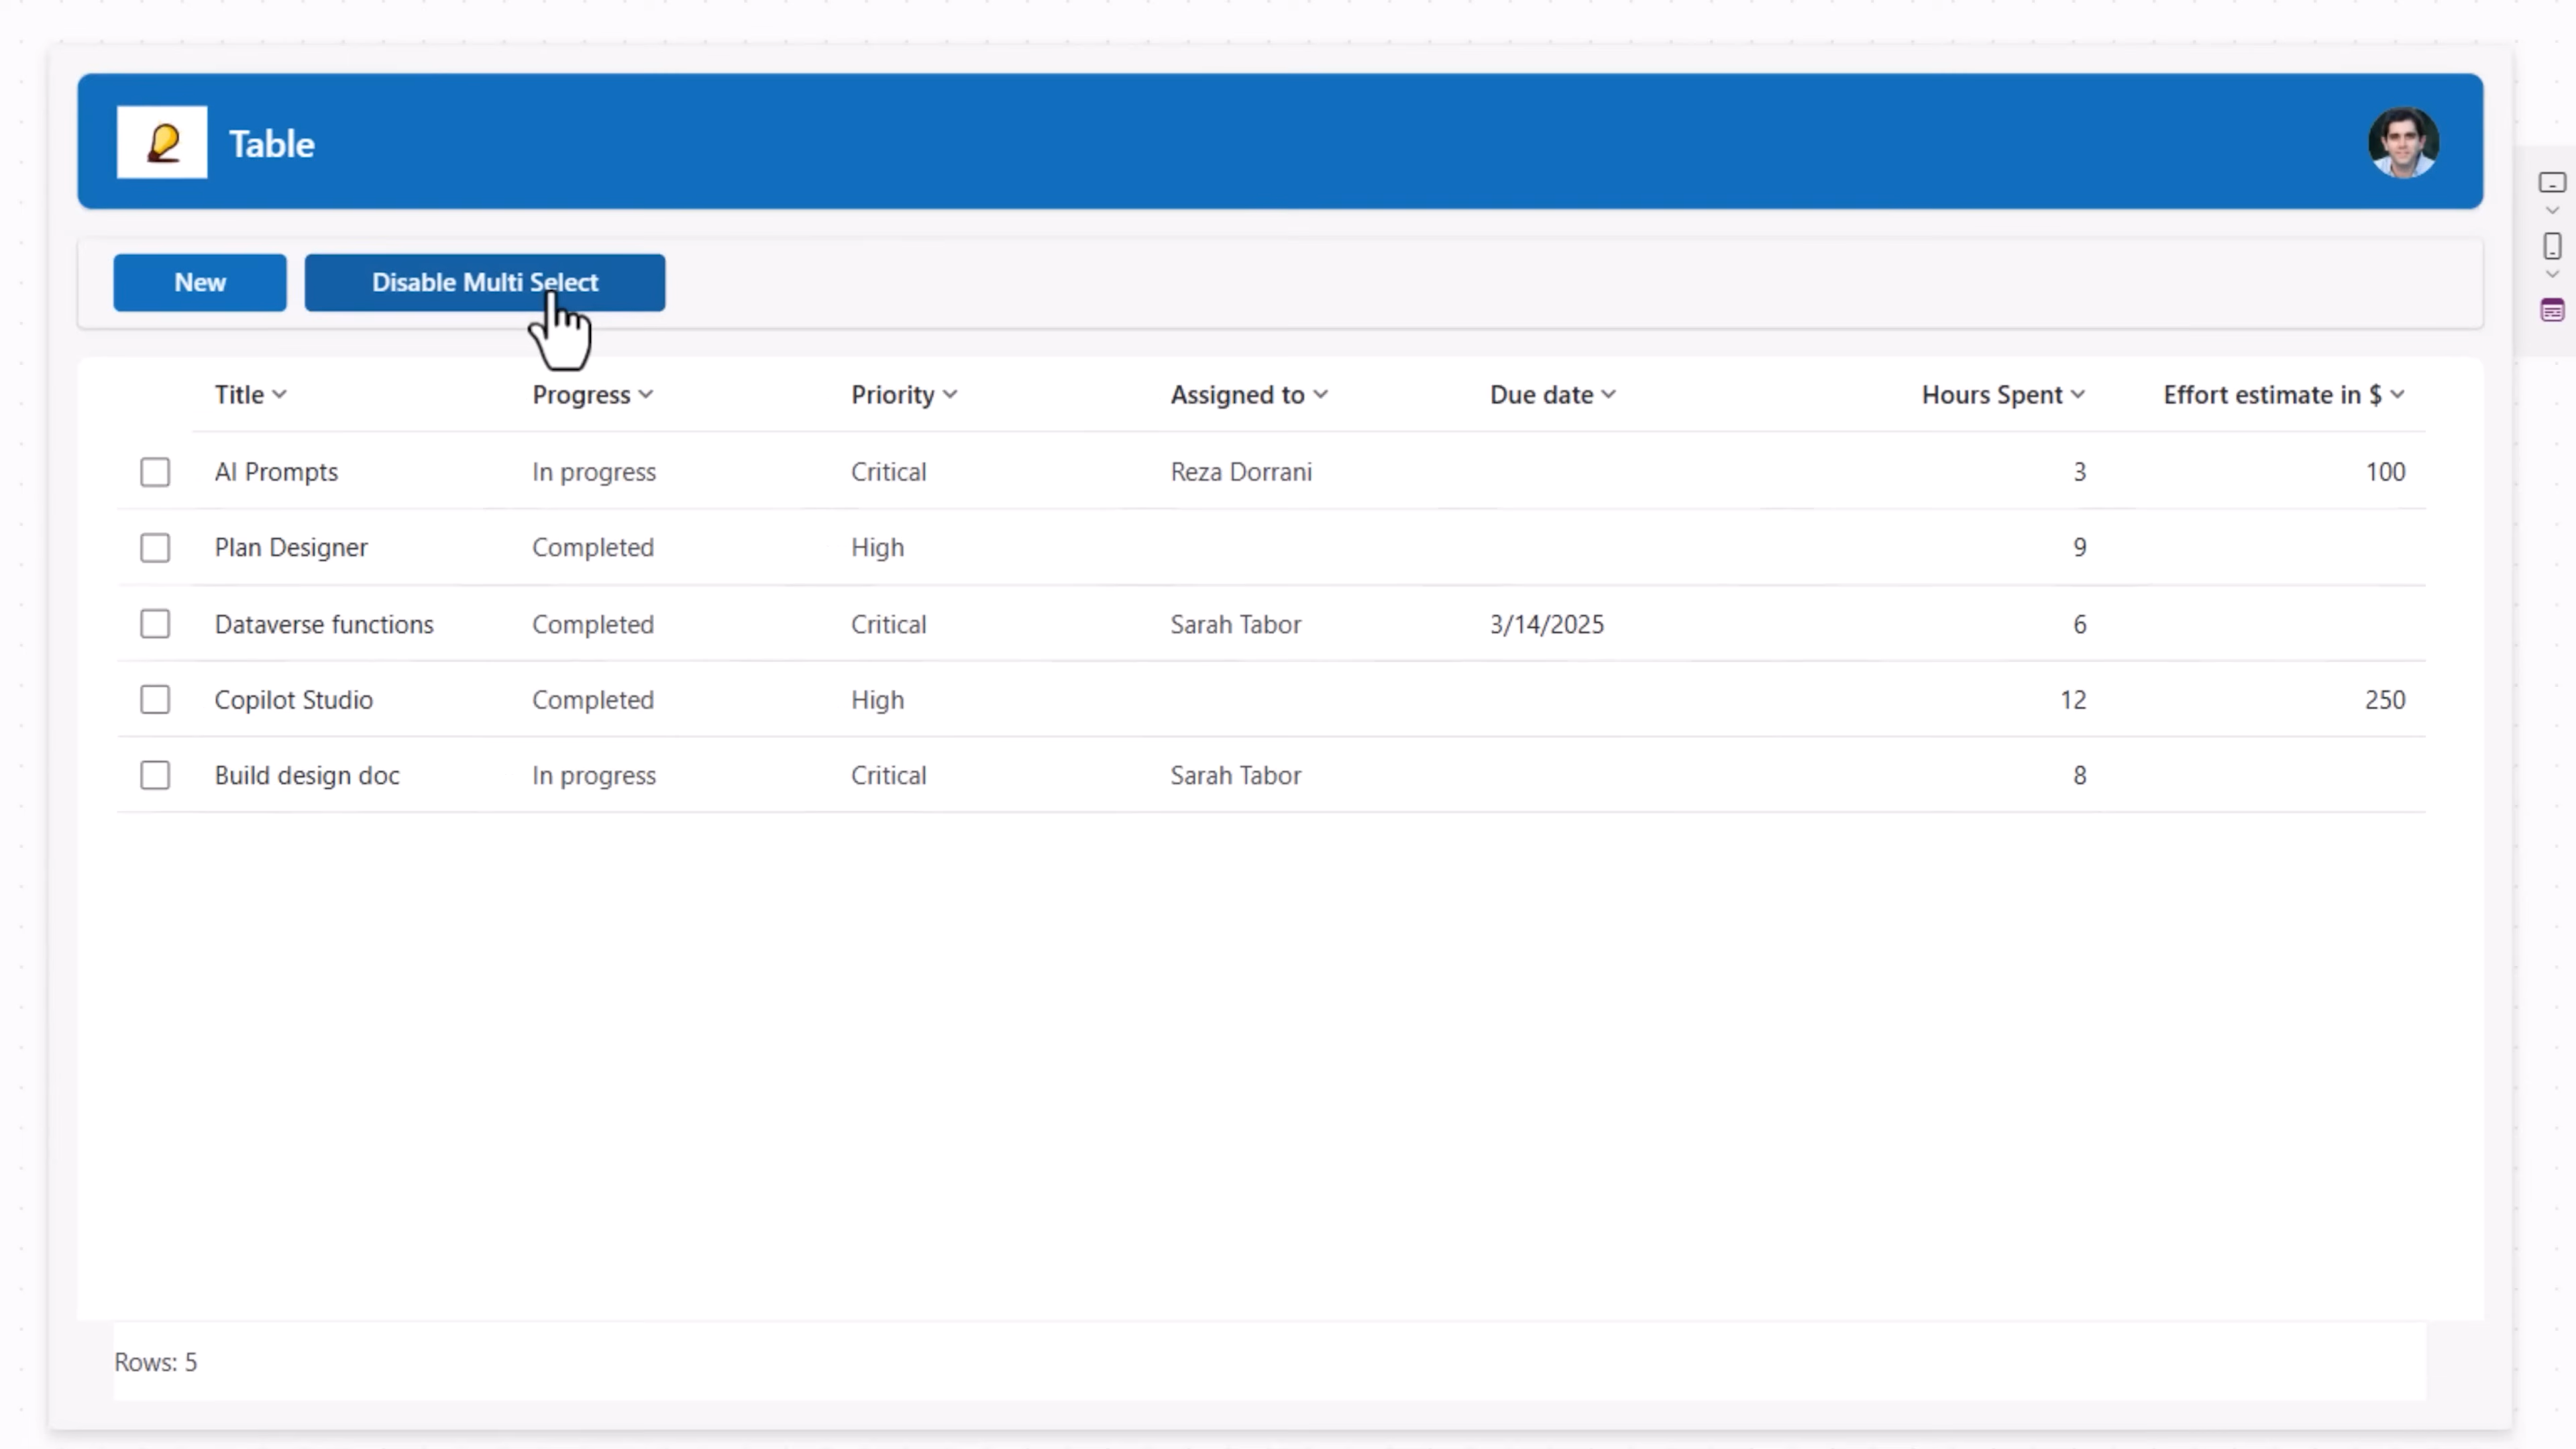 Table
New Disable Multi Select
Title Progress Priority Assigned to Due date Hours Spent Effort estimate in $
AI Prompts In progress Critical Reza Dorrani 3 100
Plan Designer Completed High 9
Dataverse functions Completed Critical Sarah Tabor 3/14/2025 6
Copilot Studio Completed High 12 250
Build design doc In progress Critical Sarah Tabor 8
Rows: 5